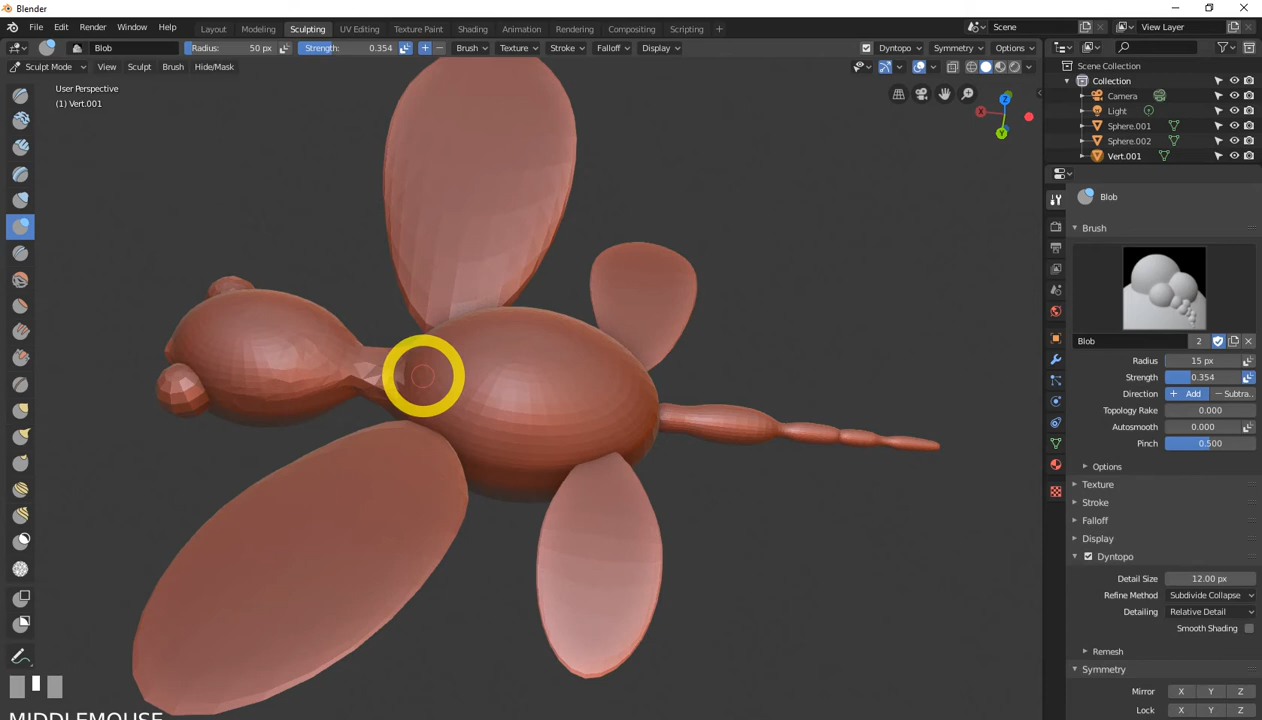 Blender
File Edit Window Render Help Layout Modeling Sculpting UV Editing Texture Paint Shading Animation Rendering Compositing Scripting Scene View Layer
Blob Radius: 50 px Strength: 0.354 Brush Texture Stroke Falloff Display Dyntopo Symmetry Options
Sculpt Mode View Sculpt Brush Hide/Mask
User Perspective
(1) Vert.001
X Y Z
Scene Collection
Collection
Camera
Light
Sphere.001
Sphere.002
Vert.001
Blob
Brush
Blob 2
Radius 15 px
Strength 0.354
Direction + Add − Subtra..
Topology Rake 0.000
Autosmooth 0.000
Pinch 0.500
Options
Texture
Stroke
Falloff
Display
Dyntopo
Detail Size 12.00 px
Refine Method Subdivide Collapse
Detailing Relative Detail
Smooth Shading
Remesh
Symmetry
Mirror X Y Z
Lock X Y Z
MIDDLEMOUSE